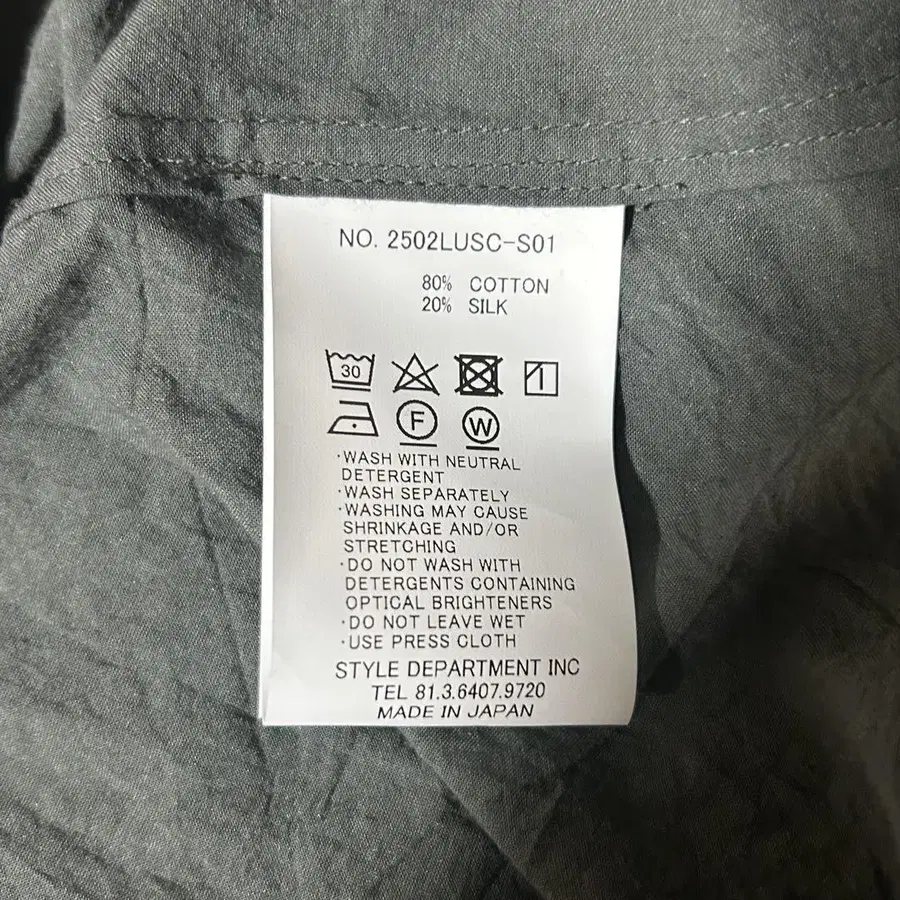 NO. 2502LUSC-S01
80% COTTON
20% SILK
30
F W
·WASH WITH NEUTRAL
DETERGENT
·WASH SEPARATELY
·WASHING MAY CAUSE
SHRINKAGE AND/OR
STRETCHING
·DO NOT WASH WITH
DETERGENTS CONTAINING
OPTICAL BRIGHTENERS
·DO NOT LEAVE WET
·USE PRESS CLOTH
STYLE DEPARTMENT INC
TEL 81.3.6407.9720
MADE IN JAPAN